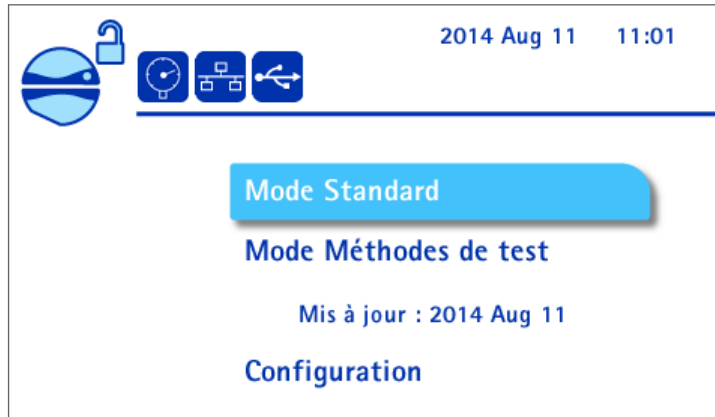 2014 Aug 11 11:01
Mode Standard
Mode Méthodes de test
Mis à jour : 2014 Aug 11
Configuration